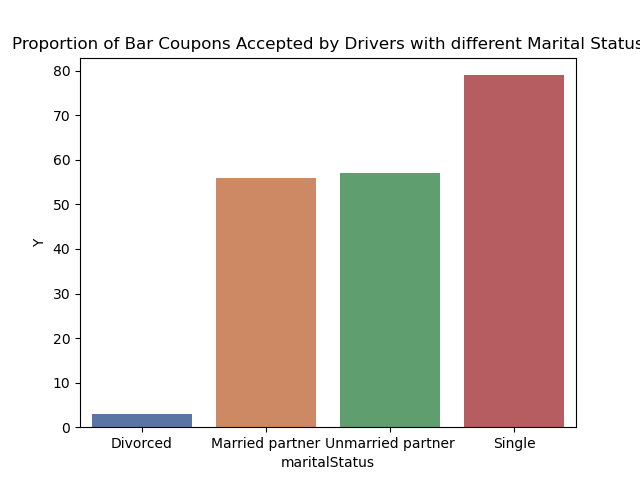 Proportion of Bar Coupons Accepted by Drivers with different Marital Status
80
70
60
50
40
30
20
10
0
Y
Divorced
Married partner
Unmarried partner
Single
maritalStatus